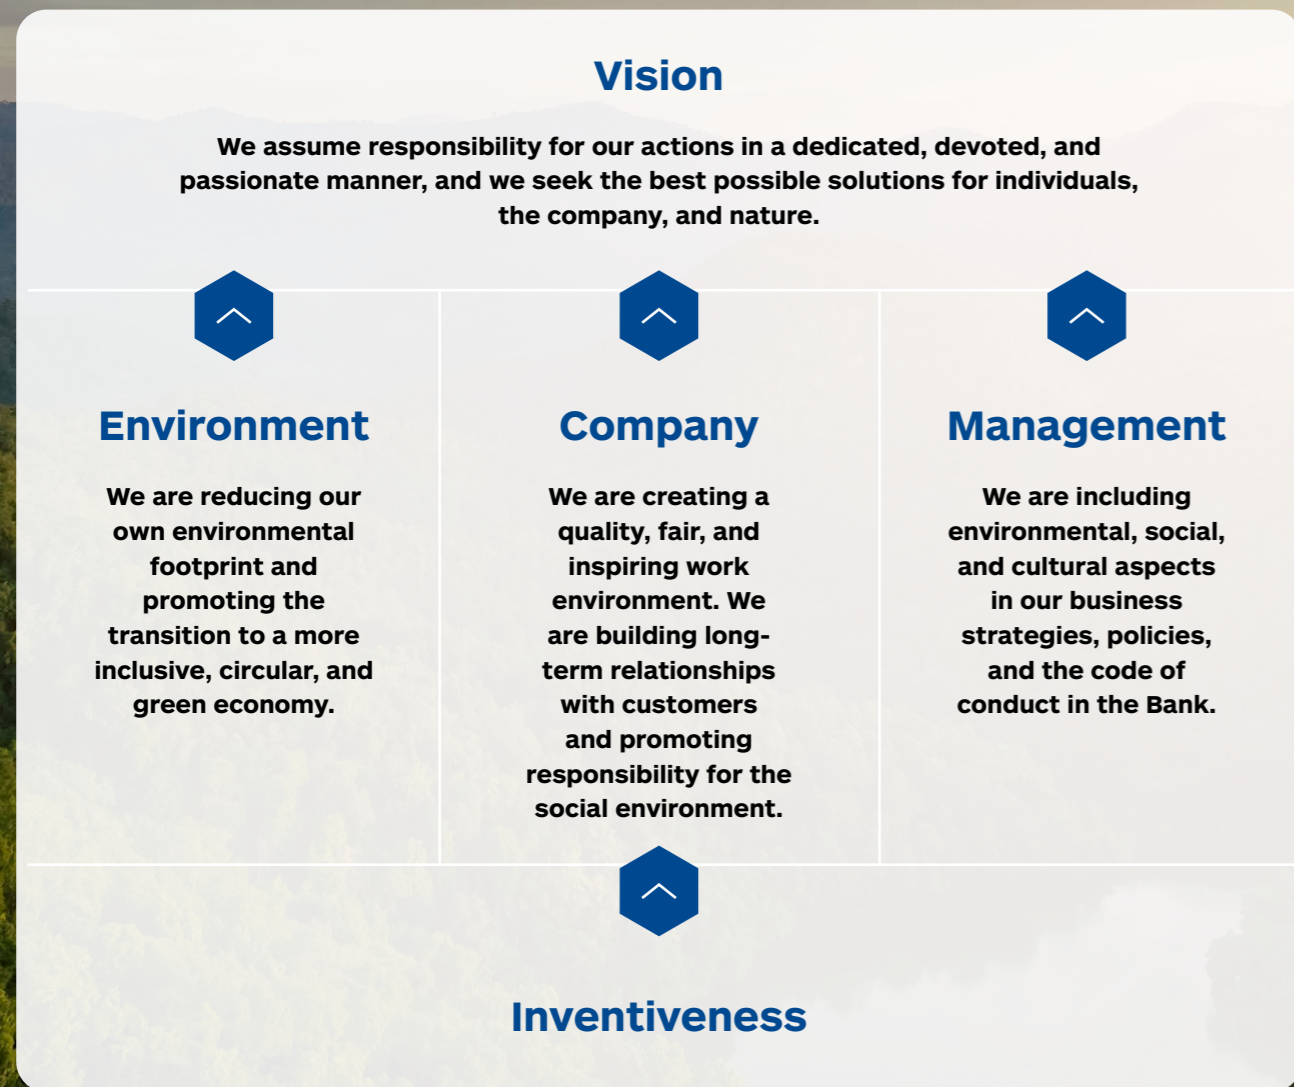 Vision
We assume responsibility for our actions in a dedicated, devoted, and
passionate manner, and we seek the best possible solutions for individuals,
the company, and nature.
Environment
We are reducing our
own environmental
footprint and
promoting the
transition to a more
inclusive, circular, and
green economy.
Company
We are creating a
quality, fair, and
inspiring work
environment. We
are building long-
term relationships
with customers
and promoting
responsibility for the
social environment.
Management
We are including
environmental, social,
and cultural aspects
in our business
strategies, policies,
and the code of
conduct in the Bank.
Inventiveness